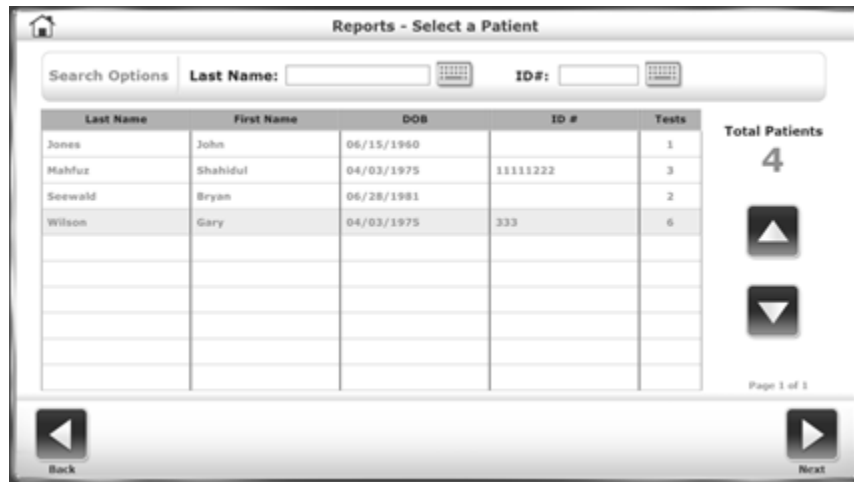 Reports - Select a Patient
Search Options Last Name: ID#:
Last Name First Name DOB ID # Tests
Total Patients
Jones John 06/15/1960 1
4
Mahfuz Shahidul 04/03/1975 11111222 3
Seewald Bryan 06/28/1981 2
Wilson Gary 04/03/1975 333 6
Page 1 of 1
Back Next